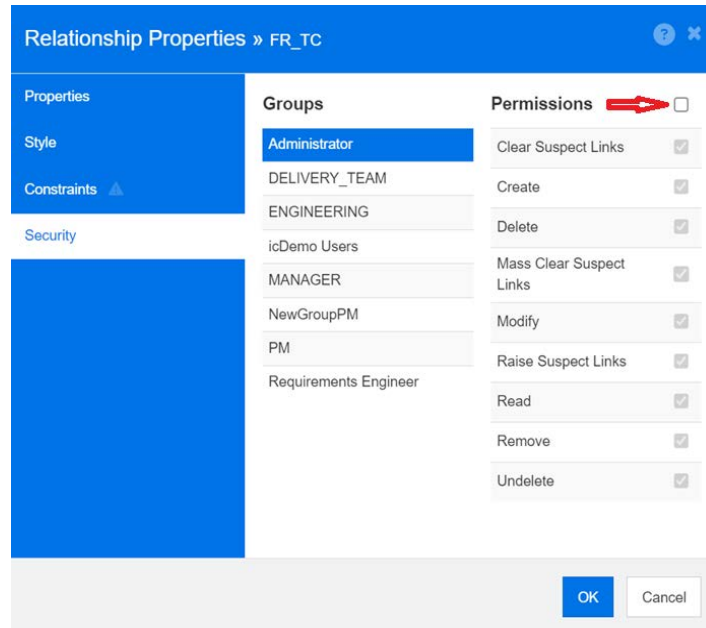 Relationship Properties » FR_TC
Properties
Style
Constraints
Security
Groups
Administrator
DELIVERY_TEAM
ENGINEERING
icDemo Users
MANAGER
NewGroupPM
PM
Requirements Engineer
Permissions
Clear Suspect Links
Create
Delete
Mass Clear Suspect
Links
Modify
Raise Suspect Links
Read
Remove
Undelete
OK
Cancel